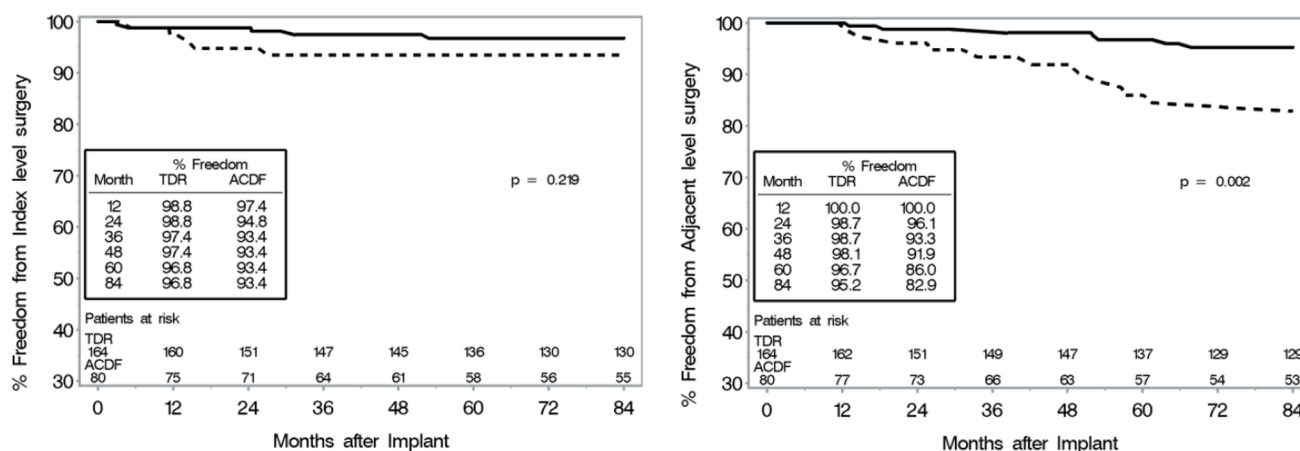 % Freedom from Index level surgery
100
90
80
70
60
50
40
30
% Freedom
Month TDR ACDF
12 98.8 97.4
24 98.8 94.8
36 97.4 93.4
48 97.4 93.4
60 96.8 93.4
84 96.8 93.4
p = 0.219
Patients at risk
TDR
164 160 151 147 145 136 130 130
ACDF
80 75 71 64 61 58 56 55
0 12 24 36 48 60 72 84
Months after Implant
% Freedom from Adjacent level surgery
100
90
80
70
60
50
40
30
% Freedom
Month TDR ACDF
12 100.0 100.0
24 98.7 96.1
36 98.7 93.3
48 98.1 91.9
60 96.7 86.0
84 95.2 82.9
p = 0.002
Patients at risk
TDR
164 162 151 149 147 137 129 129
ACDF
80 77 73 66 63 57 54 53
0 12 24 36 48 60 72 84
Months after Implant